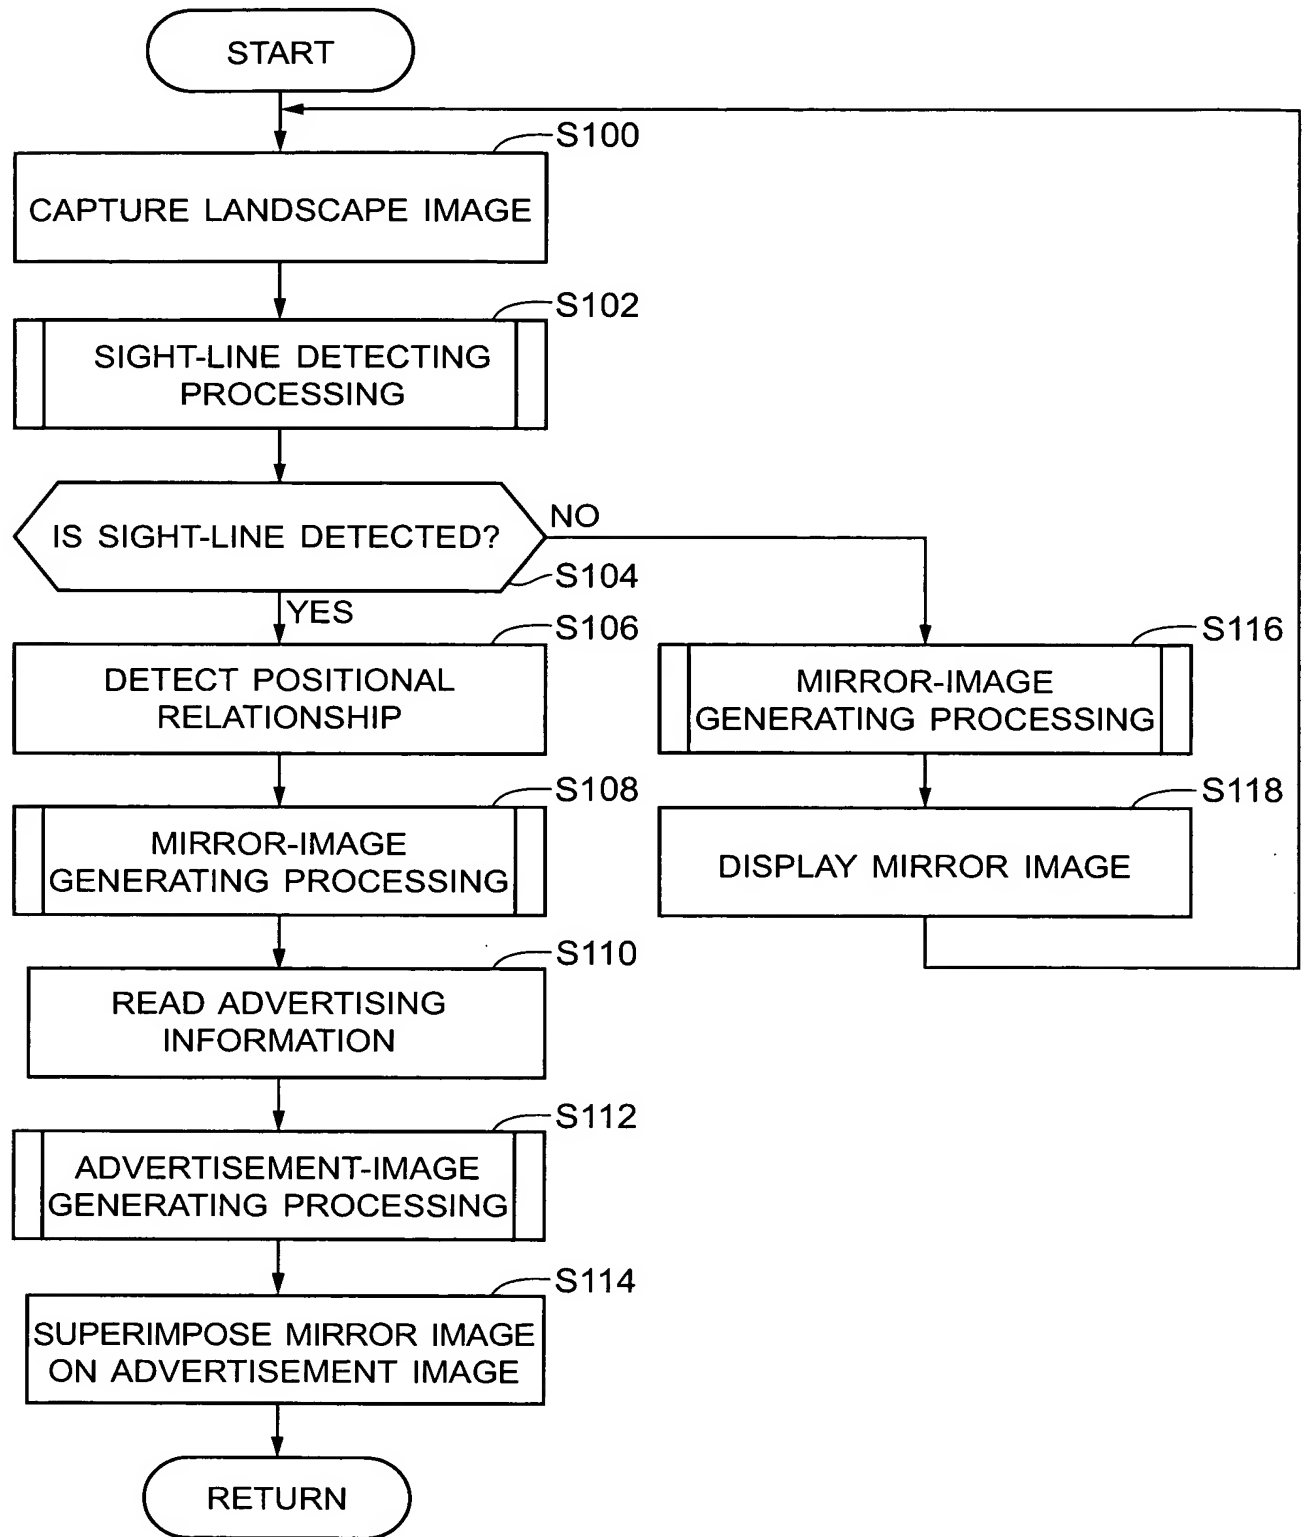 START
S100
CAPTURE LANDSCAPE IMAGE
S102
SIGHT-LINE DETECTING
PROCESSING
IS SIGHT-LINE DETECTED?
NO
S104
YES
S106
DETECT POSITIONAL
RELATIONSHIP
S116
MIRROR-IMAGE
GENERATING PROCESSING
S108
MIRROR-IMAGE
GENERATING PROCESSING
S118
DISPLAY MIRROR IMAGE
S110
READ ADVERTISING
INFORMATION
S112
ADVERTISEMENT-IMAGE
GENERATING PROCESSING
S114
SUPERIMPOSE MIRROR IMAGE
ON ADVERTISEMENT IMAGE
RETURN